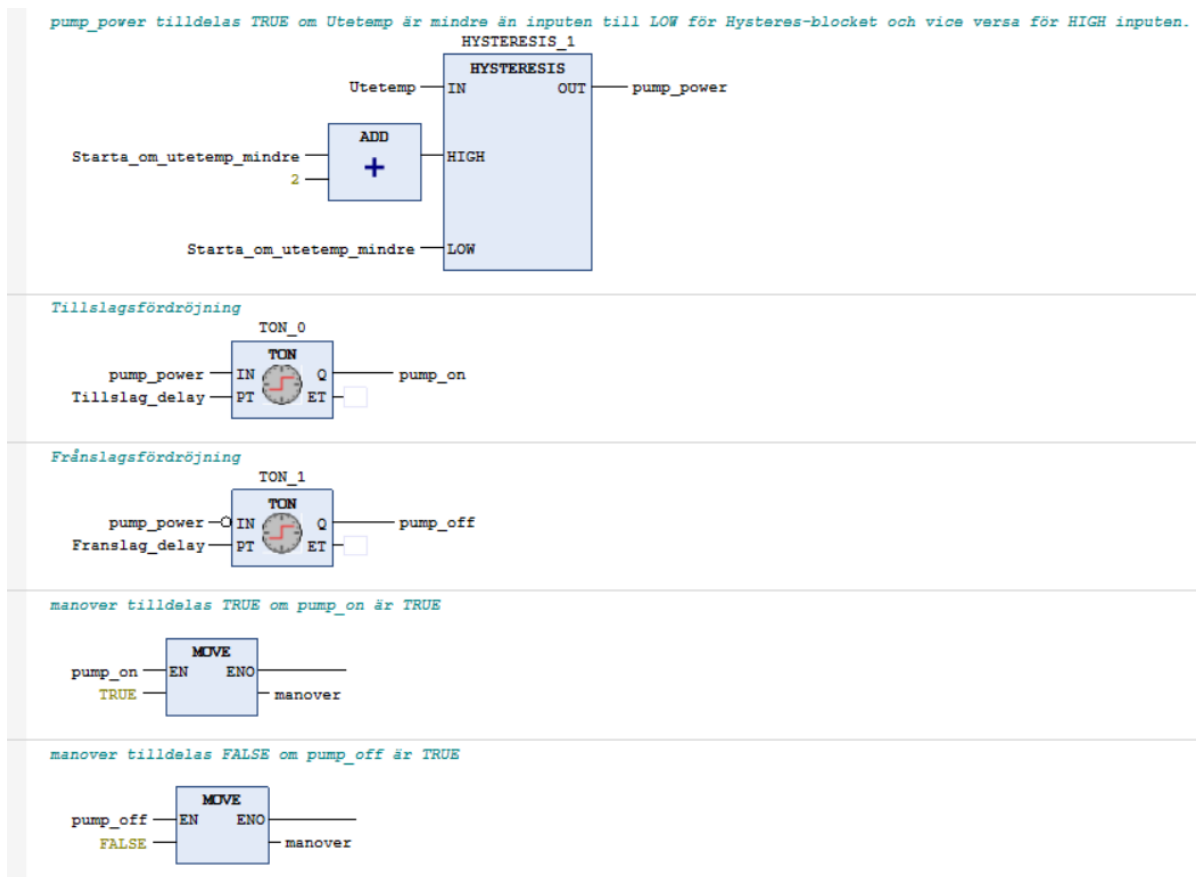 pump_power tilldelas TRUE om Utetemp är mindre än inputen till LOW för Hysteres-blocket och vice versa för HIGH inputen.
HYSTERESIS_1
HYSTERESIS
Utetemp IN OUT pump_power
ADD
+
Starta_om_utetemp_mindre HIGH
2
Starta_om_utetemp_mindre LOW
Tillslagsfördröjning
TON_0
TON
pump_power IN Q pump_on
Tillslag_delay PT ET
Frånslagsfördröjning
TON_1
TON
pump_power IN Q pump_off
Franslag_delay PT ET
manover tilldelas TRUE om pump_on är TRUE
MOVE
pump_on EN ENO
TRUE manover
manover tilldelas FALSE om pump_off är TRUE
MOVE
pump_off EN ENO
FALSE manover